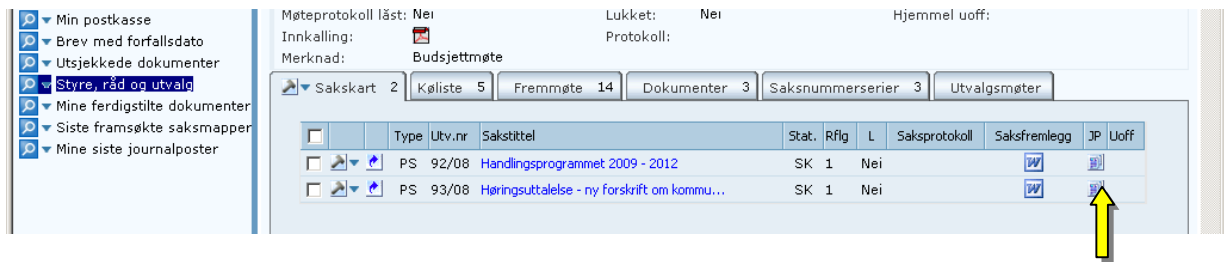 Min postkasse
Brev med forfallsdato
Utsjekkede dokumenter
Styre, råd og utvalg
Mine ferdigstilte dokumenter
Siste framsøkte saksmapper
Mine siste journalposter
Møteprotokoll låst: Nei Lukket: Nei Hjemmel uoff:
Innkalling: Protokoll:
Merknad: Budsjettmøte
Sakskart 2 Køliste 5 Fremmøte 14 Dokumenter 3 Saksnummerserier 3 Utvalgsmøter
Type Utv.nr Sakstittel Stat. Rflg L Saksprotokoll Saksfremlegg JP Uoff
PS 92/08 Handlingsprogrammet 2009 - 2012 SK 1 Nei
PS 93/08 Høringsuttalelse - ny forskrift om kommu... SK 1 Nei